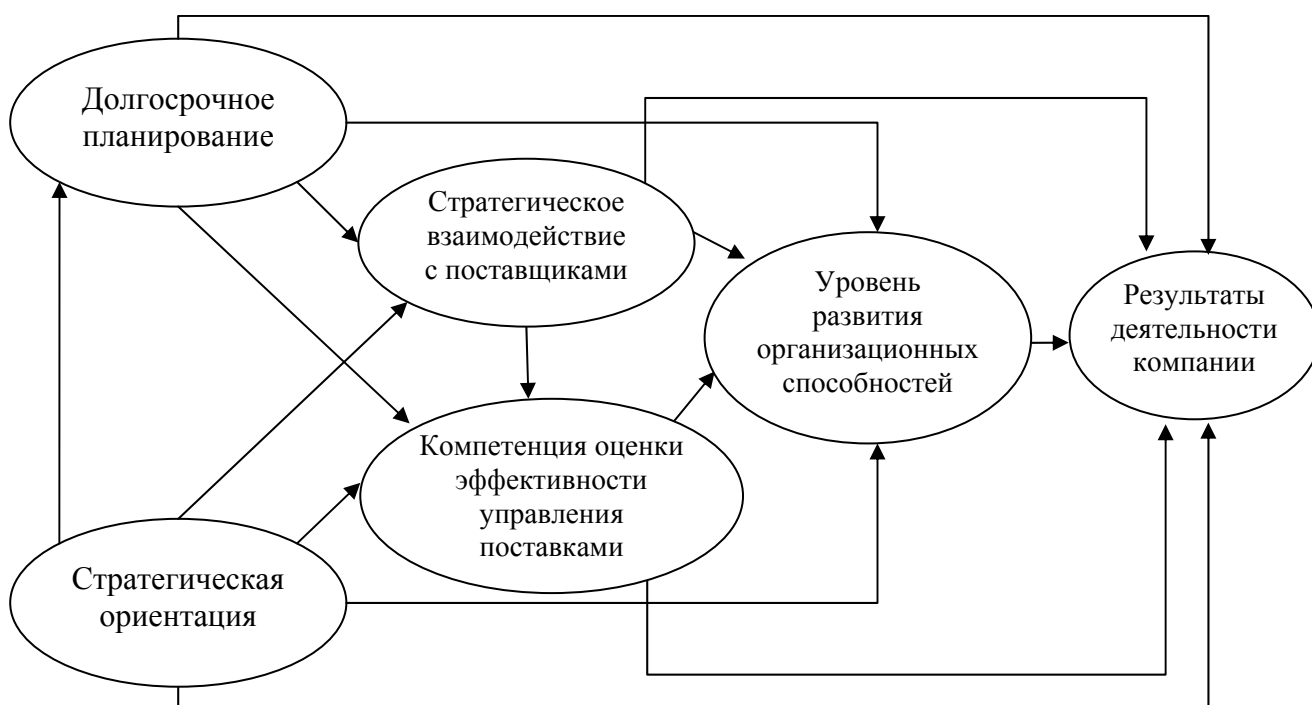 Долгосрочное
планирование
Стратегическое
взаимодействие
с поставщиками
Уровень
развития
организационных
способностей
Результаты
деятельности
компании
Компетенция оценки
эффективности
управления
поставками
Стратегическая
ориентация